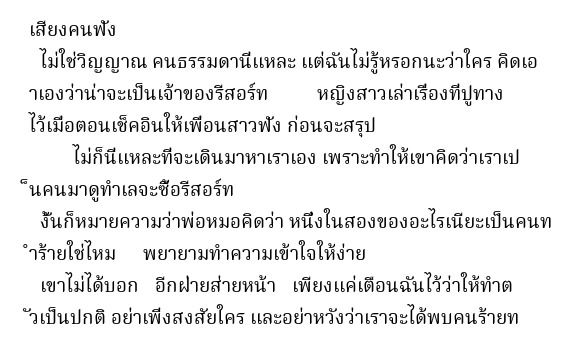 เสียงคนฟัง
ไม่ใช่วิญญาณ คนธรรมดานี่แหละ แต่ฉันไม่รู้หรอกนะว่าใคร คิดเอ
าเองว่าน่าจะเป็นเจ้าของรีสอร์ท หญิงสาวเล่าเรื่องที่ปูทาง
ไว้เมื่อตอนเช็คอินให้เพื่อนสาวฟัง ก่อนจะสรุป
ไม่ก็นี่แหละที่จะเดินมาหาเราเอง เพราะทำให้เขาคิดว่าเราเป
็นคนมาดูทำเลจะซื้อรีสอร์ท
งั้นก็หมายความว่าพ่อหมอคิดว่า หนึ่งในสองของอะไรเนี่ยะเป็นคนท
ำร้ายใช่ไหม พยายามทำความเข้าใจให้ง่าย
เขาไม่ได้บอก อีกฝ่ายส่ายหน้า เพียงแค่เตือนฉันไว้ว่าให้ทำต
ัวเป็นปกติ อย่าเพิ่งสงสัยใคร และอย่าหวังว่าเราจะได้พบคนร้ายท